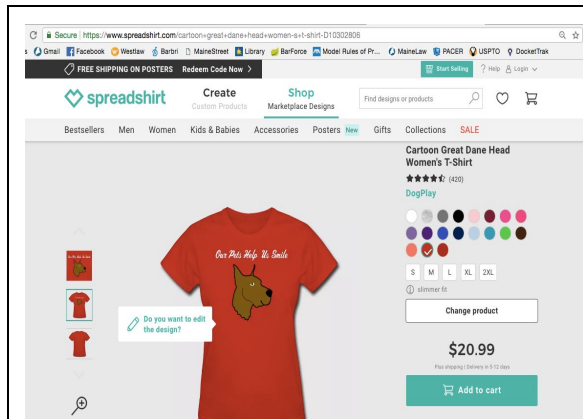 Secure | https://www.spreadshirt.com/cartoon+great+dane+head+women-s+t-shirt-D10302806
Gmail Facebook Westlaw Barbri MaineStreet Library BarForce Model Rules of Pr... MaineLaw PACER USPTO DocketTrak
FREE SHIPPING ON POSTERS Redeem Code Now > Start Selling ? Help Login
spreadshirt
Create
Custom Products
Shop
Marketplace Designs
Find designs or products
Bestsellers Men Women Kids & Babies Accessories Posters New Gifts Collections SALE
Cartoon Great Dane Head
Women's T-Shirt
(420)
DogPlay
Our Pets Help Us Smile
S M L XL 2XL
slimmer fit
Change product
Do you want to edit
the design?
$20.99
Plus shipping | Delivery in 5-12 days
Add to cart